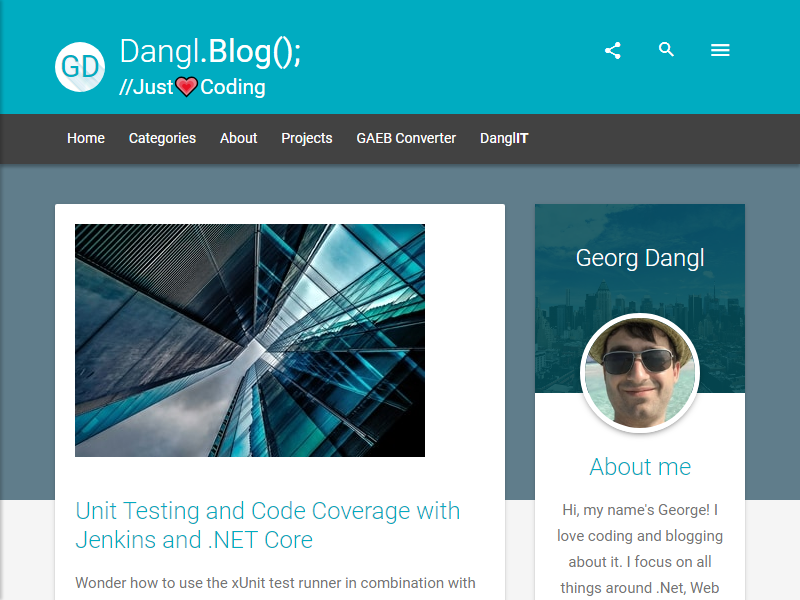 GD
Dangl.Blog();
//Just❤Coding
Home Categories About Projects GAEB Converter DanglIT
Georg Dangl
Unit Testing and Code Coverage with
Jenkins and .NET Core
Wonder how to use the xUnit test runner in combination with
About me
Hi, my name's George! I
love coding and blogging
about it. I focus on all
things around .Net, Web